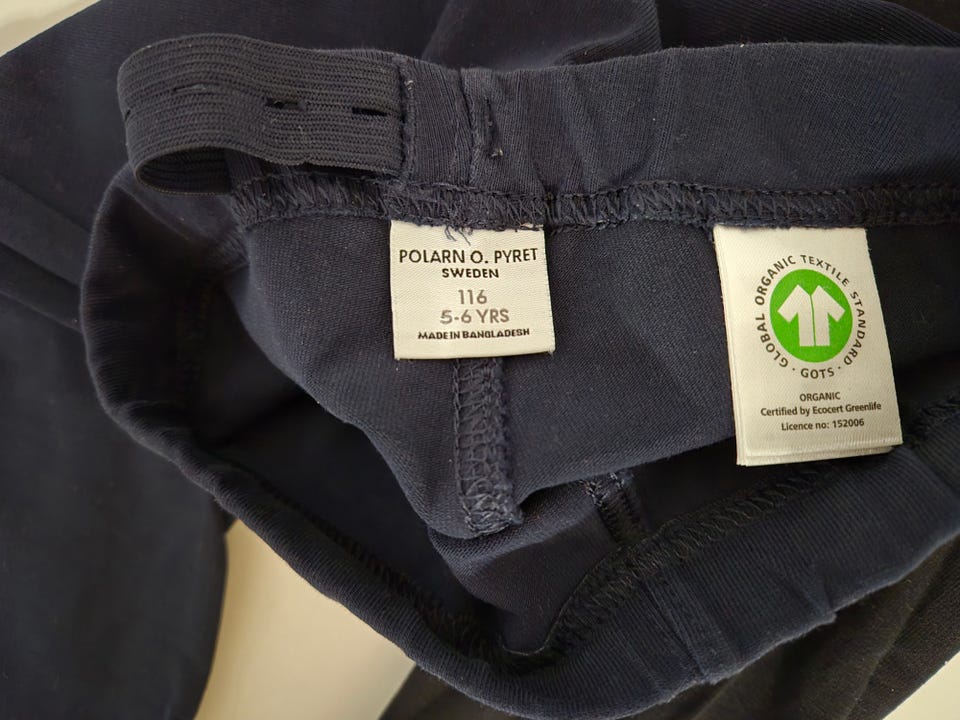 POLARN O. PYRET
SWEDEN
116
5-6 YRS
MADE IN BANGLADESH
GLOBAL ORGANIC TEXTILE STANDARD · GOTS ·
ORGANIC
Certified by Ecocert Greenlife
Licence no: 152006